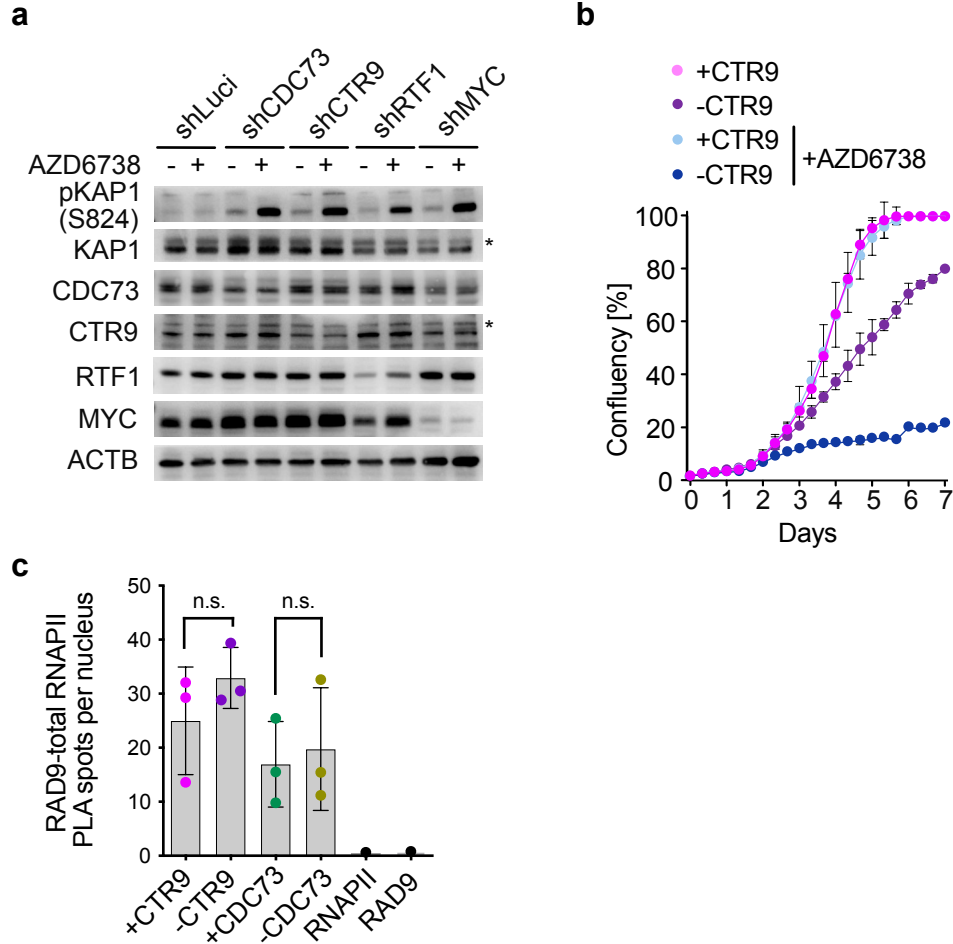 a
shLuci
shCDC73
shCTR9
shRTF1
shMYC
AZD6738 - + - + - + - + - +
pKAP1
(S824)
KAP1
*
CDC73
CTR9
*
RTF1
MYC
ACTB
b
+CTR9
-CTR9
+CTR9
-CTR9
+AZD6738
Confluency [%]
100
80
60
40
20
0
0 1 2 3 4 5 6 7
Days
c
RAD9-total RNAPII
PLA spots per nucleus
50
40
30
20
10
0
n.s.
n.s.
+CTR9
-CTR9
+CDC73
-CDC73
RNAPII
RAD9